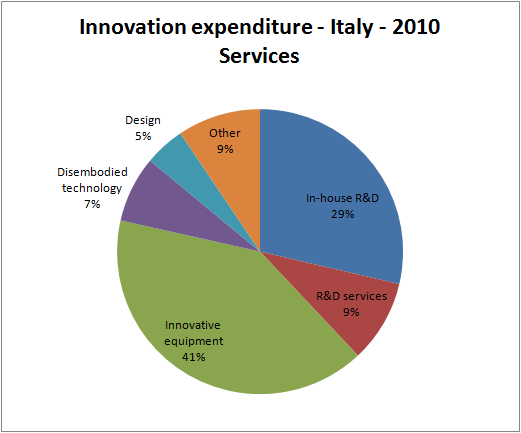 Innovation expenditure - Italy - 2010
Services
Design
5%
Other
9%
Disembodied
technology
7%
In-house R&D
29%
R&D services
9%
Innovative
equipment
41%